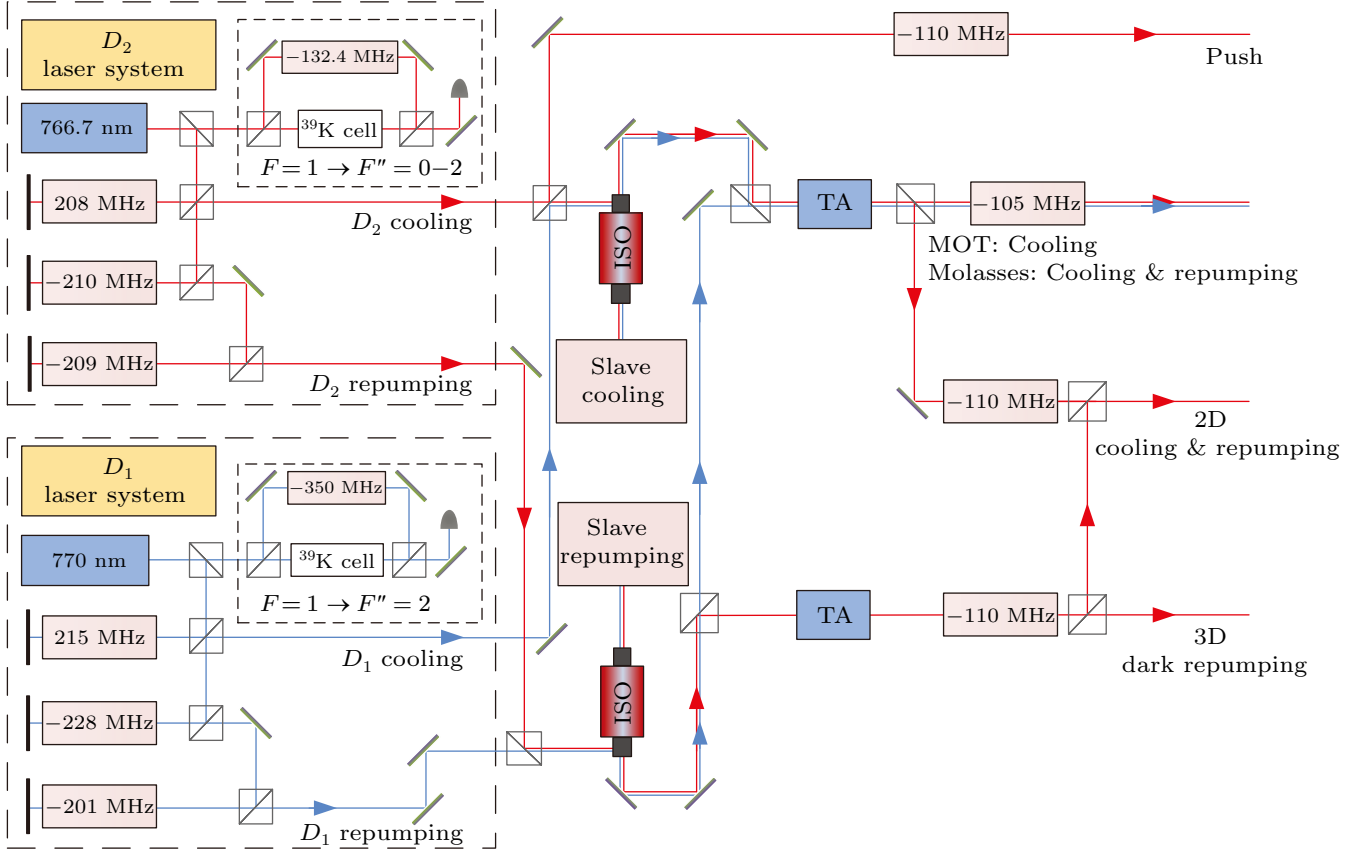 D₂
laser system
766.7 nm
−132.4 MHz
³⁹K cell
F = 1 → F″ = 0−2
208 MHz
D₂ cooling
−210 MHz
−209 MHz
D₂ repumping
D₁
laser system
770 nm
−350 MHz
³⁹K cell
F = 1 → F″ = 2
215 MHz
D₁ cooling
−228 MHz
−201 MHz
D₁ repumping
ISO
Slave
cooling
Slave
repumping
ISO
−110 MHz
Push
TA
−105 MHz
MOT: Cooling
Molasses: Cooling & repumping
−110 MHz
2D
cooling & repumping
TA
−110 MHz
3D
dark repumping